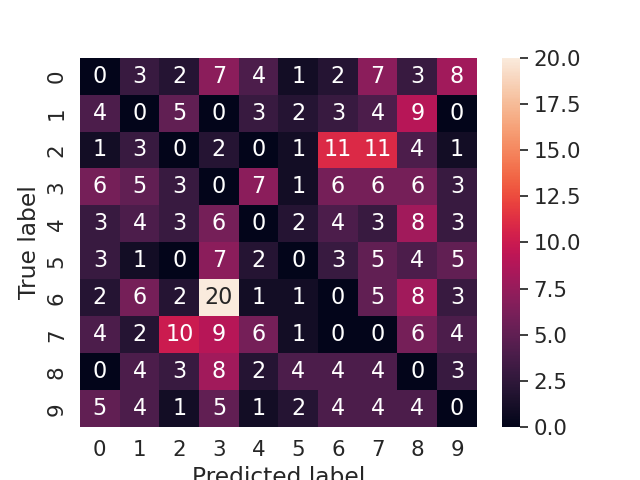 0 0 3 2 7 4 1 2 7 3 8
1 4 0 5 0 3 2 3 4 9 0
2 1 3 0 2 0 1 11 11 4 1
3 6 5 3 0 7 1 6 6 6 3
4 3 4 3 6 0 2 4 3 8 3
5 3 1 0 7 2 0 3 5 4 5
6 2 6 2 20 1 1 0 5 8 3
7 4 2 10 9 6 1 0 0 6 4
8 0 4 3 8 2 4 4 4 0 3
9 5 4 1 5 1 2 4 4 4 0
0 1 2 3 4 5 6 7 8 9
True label
Predicted label
20.0
17.5
15.0
12.5
10.0
7.5
5.0
2.5
0.0